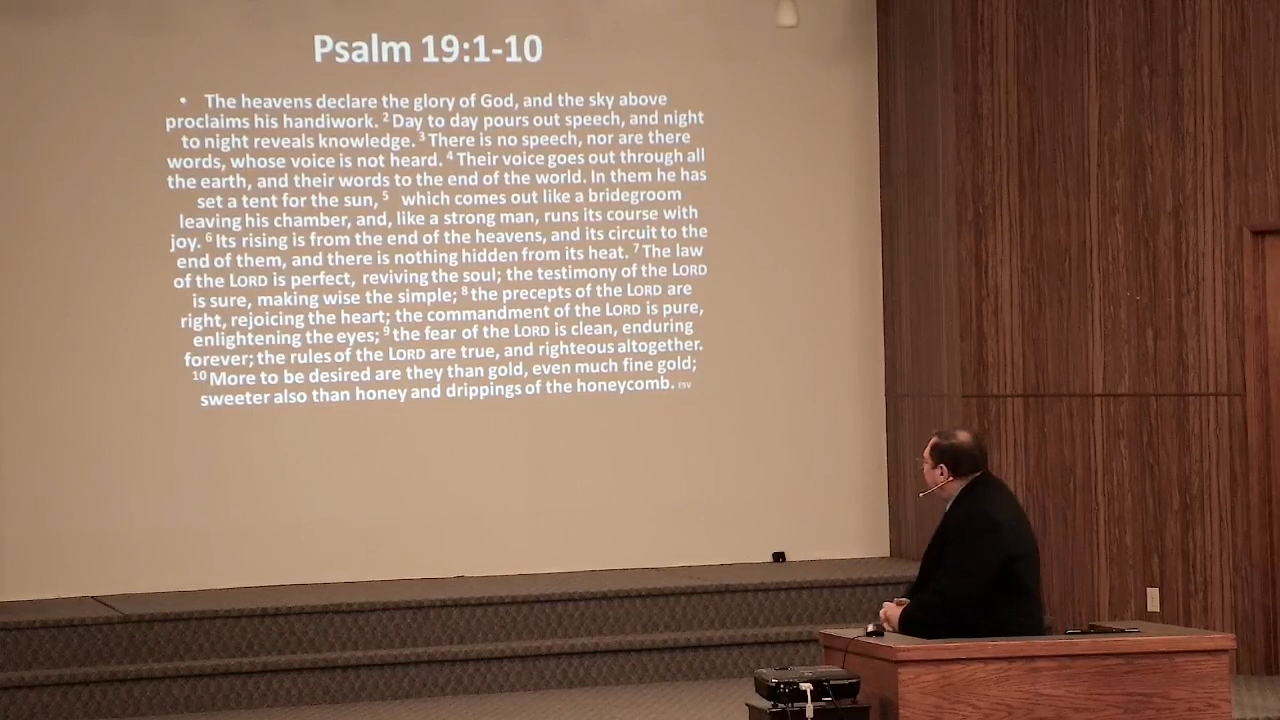 Psalm 19:1-10
• The heavens declare the glory of God, and the sky above
proclaims his handiwork. 2 Day to day pours out speech, and night
to night reveals knowledge. 3 There is no speech, nor are there
words, whose voice is not heard. 4 Their voice goes out through all
the earth, and their words to the end of the world. In them he has
set a tent for the sun, 5 which comes out like a bridegroom
leaving his chamber, and, like a strong man, runs its course with
joy. 6 Its rising is from the end of the heavens, and its circuit to the
end of them, and there is nothing hidden from its heat. 7 The law
of the LORD is perfect, reviving the soul; the testimony of the LORD
is sure, making wise the simple; 8 the precepts of the LORD are
right, rejoicing the heart; the commandment of the LORD is pure,
enlightening the eyes; 9 the fear of the LORD is clean, enduring
forever; the rules of the LORD are true, and righteous altogether.
10 More to be desired are they than gold, even much fine gold;
sweeter also than honey and drippings of the honeycomb. ESV